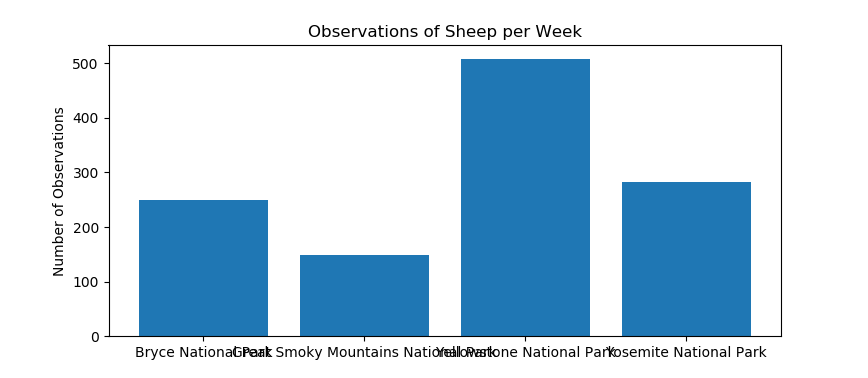 Observations of Sheep per Week
Number of Observations
500
400
300
200
100
0
Bryce National Park
Great Smoky Mountains National Park
Yellowstone National Park
Yosemite National Park